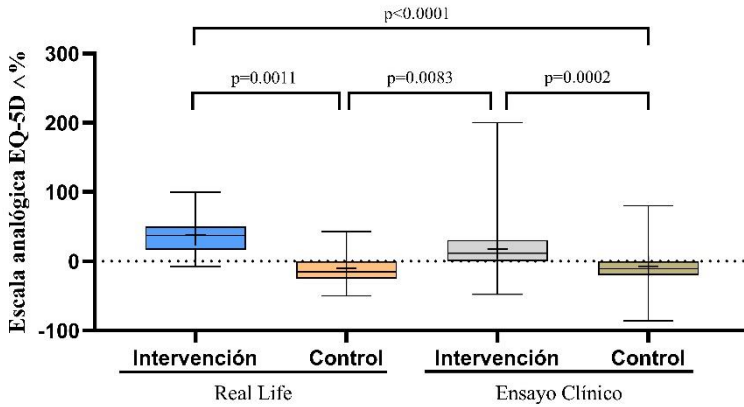 p<0.0001
p=0.0011 p=0.0083 p=0.0002
Escala analógica EQ-5D ^%
300
200
100
0
-100
Intervención Control Intervención Control
Real Life Ensayo Clínico